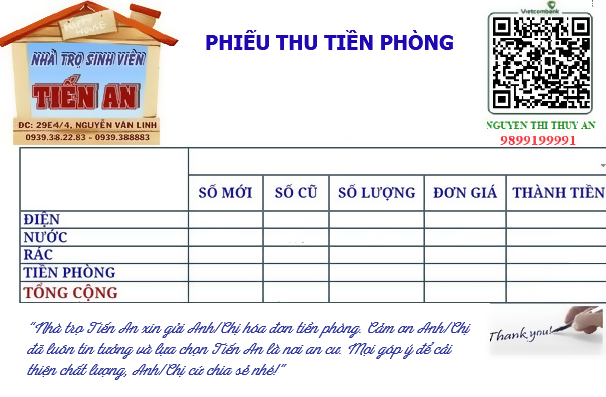 Vietcombank
PHIẾU THU TIỀN PHÒNG
NHÀ TRỌ SINH VIÊN
TIẾN AN
ĐC: 29E4/4, NGUYỄN VĂN LINH
0939.38.22.83 - 0939.388883
NGUYEN THI THUY AN
9899199991
SỐ MỚI SỐ CŨ SỐ LƯỢNG ĐƠN GIÁ THÀNH TIỀN
ĐIỆN
NƯỚC
RÁC
TIỀN PHÒNG
TỔNG CỘNG
"Nhà trọ Tiến An xin gửi Anh/Chị hóa đơn tiền phòng. Cảm ơn Anh/Chị
đã luôn tin tưởng và lựa chọn Tiến An là nơi an cư. Mọi góp ý để cải
thiện chất lượng, Anh/Chị cứ chia sẻ nhé!"
Thank you!